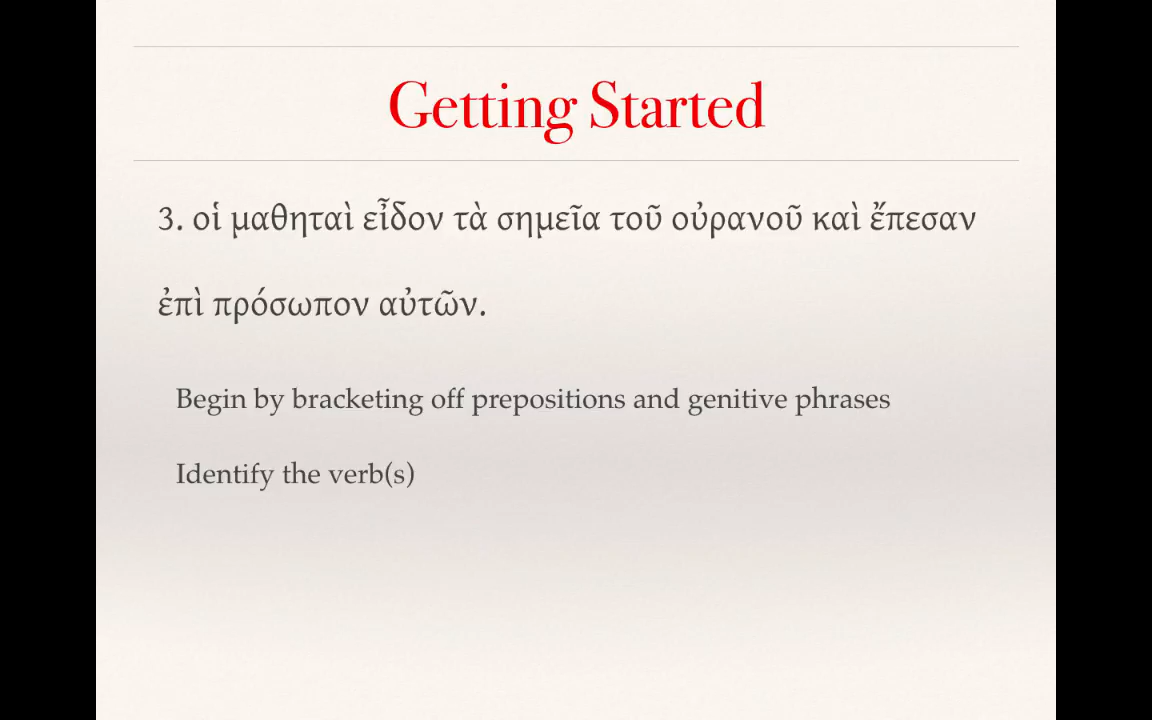 Getting Started
3. οἱ μαθηταὶ εἶδον τὰ σημεῖα τοῦ οὐρανοῦ καὶ ἔπεσαν
ἐπὶ πρόσωπον αὐτῶν.
Begin by bracketing off prepositions and genitive phrases
Identify the verb(s)